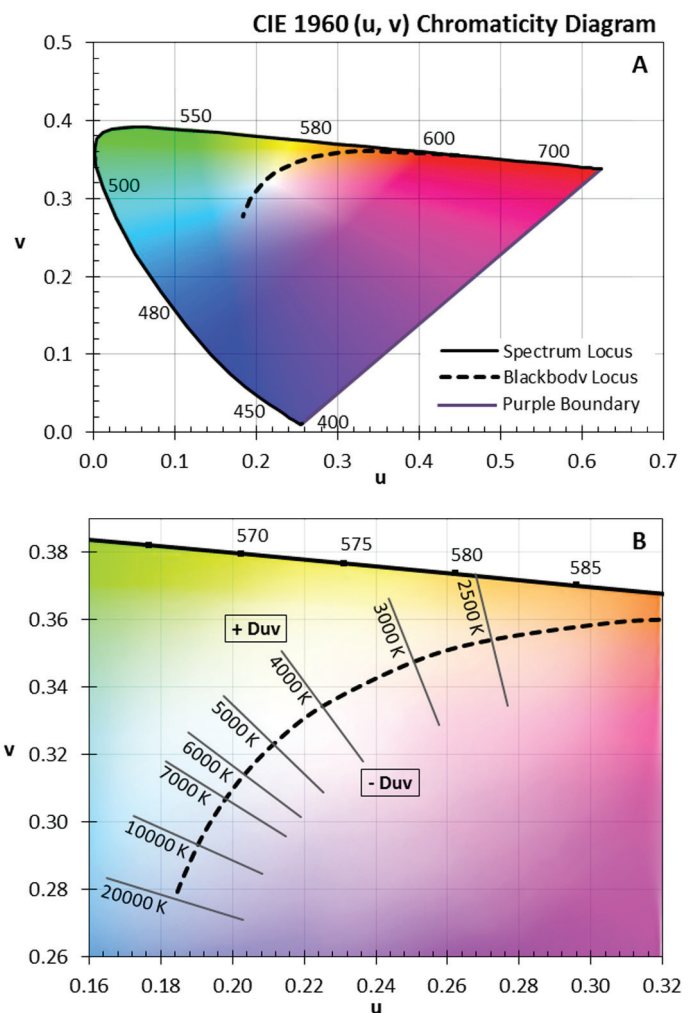 CIE 1960 (u, v) Chromaticity Diagram
A
0.5
0.4
0.3
0.2
0.1
0.0
v
550
580
600
700
500
480
450
400
Spectrum Locus
Blackbodv Locus
Purple Boundary
0.0 0.1 0.2 0.3 0.4 0.5 0.6 0.7
u
B
0.38
0.36
0.34
0.32
0.30
0.28
0.26
v
570
575
580
585
+ Duv
2500 K
3000 K
4000 K
5000 K
6000 K
7000 K
10000 K
20000 K
- Duv
0.16 0.18 0.20 0.22 0.24 0.26 0.28 0.30 0.32
u